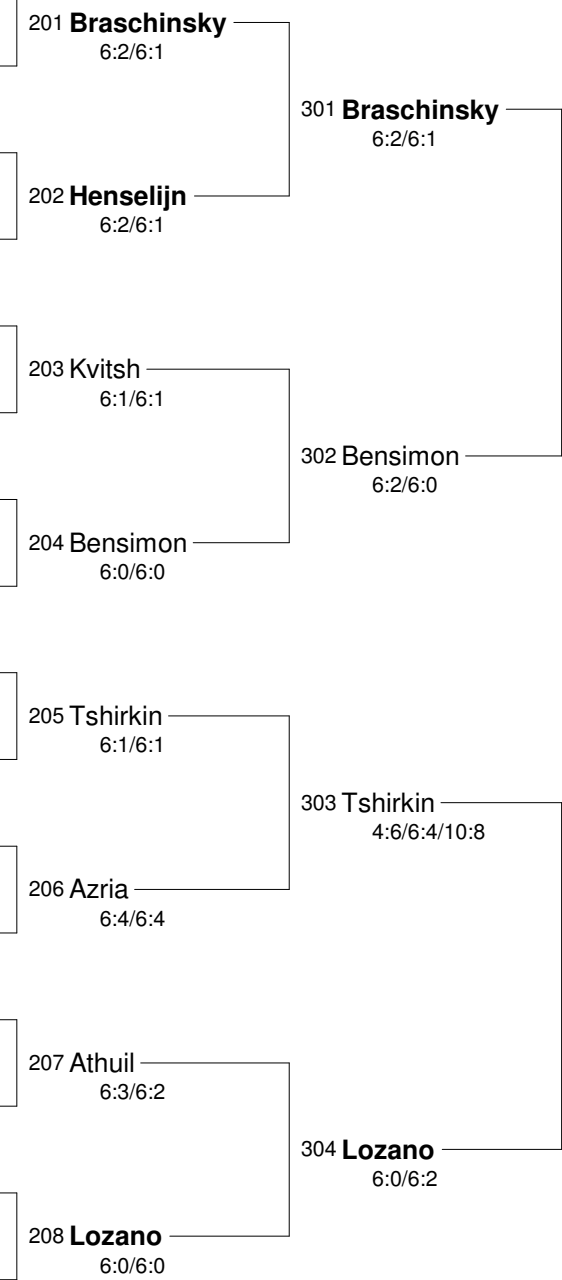 201 Braschinsky
6:2/6:1
301 Braschinsky
6:2/6:1
202 Henselijn
6:2/6:1
203 Kvitsh
6:1/6:1
302 Bensimon
6:2/6:0
204 Bensimon
6:0/6:0
205 Tshirkin
6:1/6:1
303 Tshirkin
4:6/6:4/10:8
206 Azria
6:4/6:4
207 Athuil
6:3/6:2
304 Lozano
6:0/6:2
208 Lozano
6:0/6:0